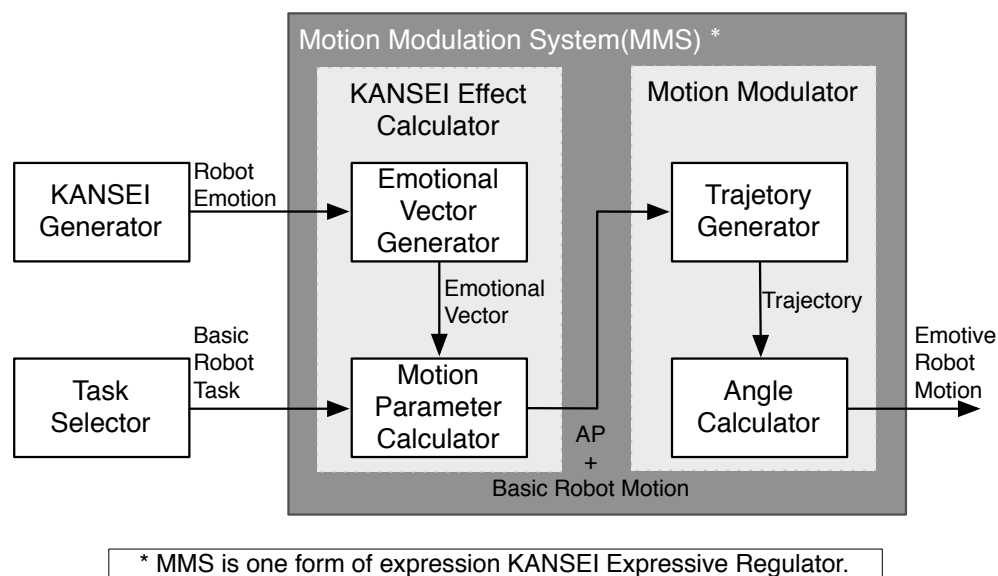 Motion Modulation System(MMS) *
KANSEI Effect
Calculator
Motion Modulator
KANSEI
Generator
Robot
Emotion
Emotional
Vector
Generator
Trajetory
Generator
Emotional
Vector
Trajectory
Task
Selector
Basic
Robot
Task
Motion
Parameter
Calculator
AP
+
Basic Robot Motion
Angle
Calculator
Emotive
Robot
Motion
* MMS is one form of expression KANSEI Expressive Regulator.